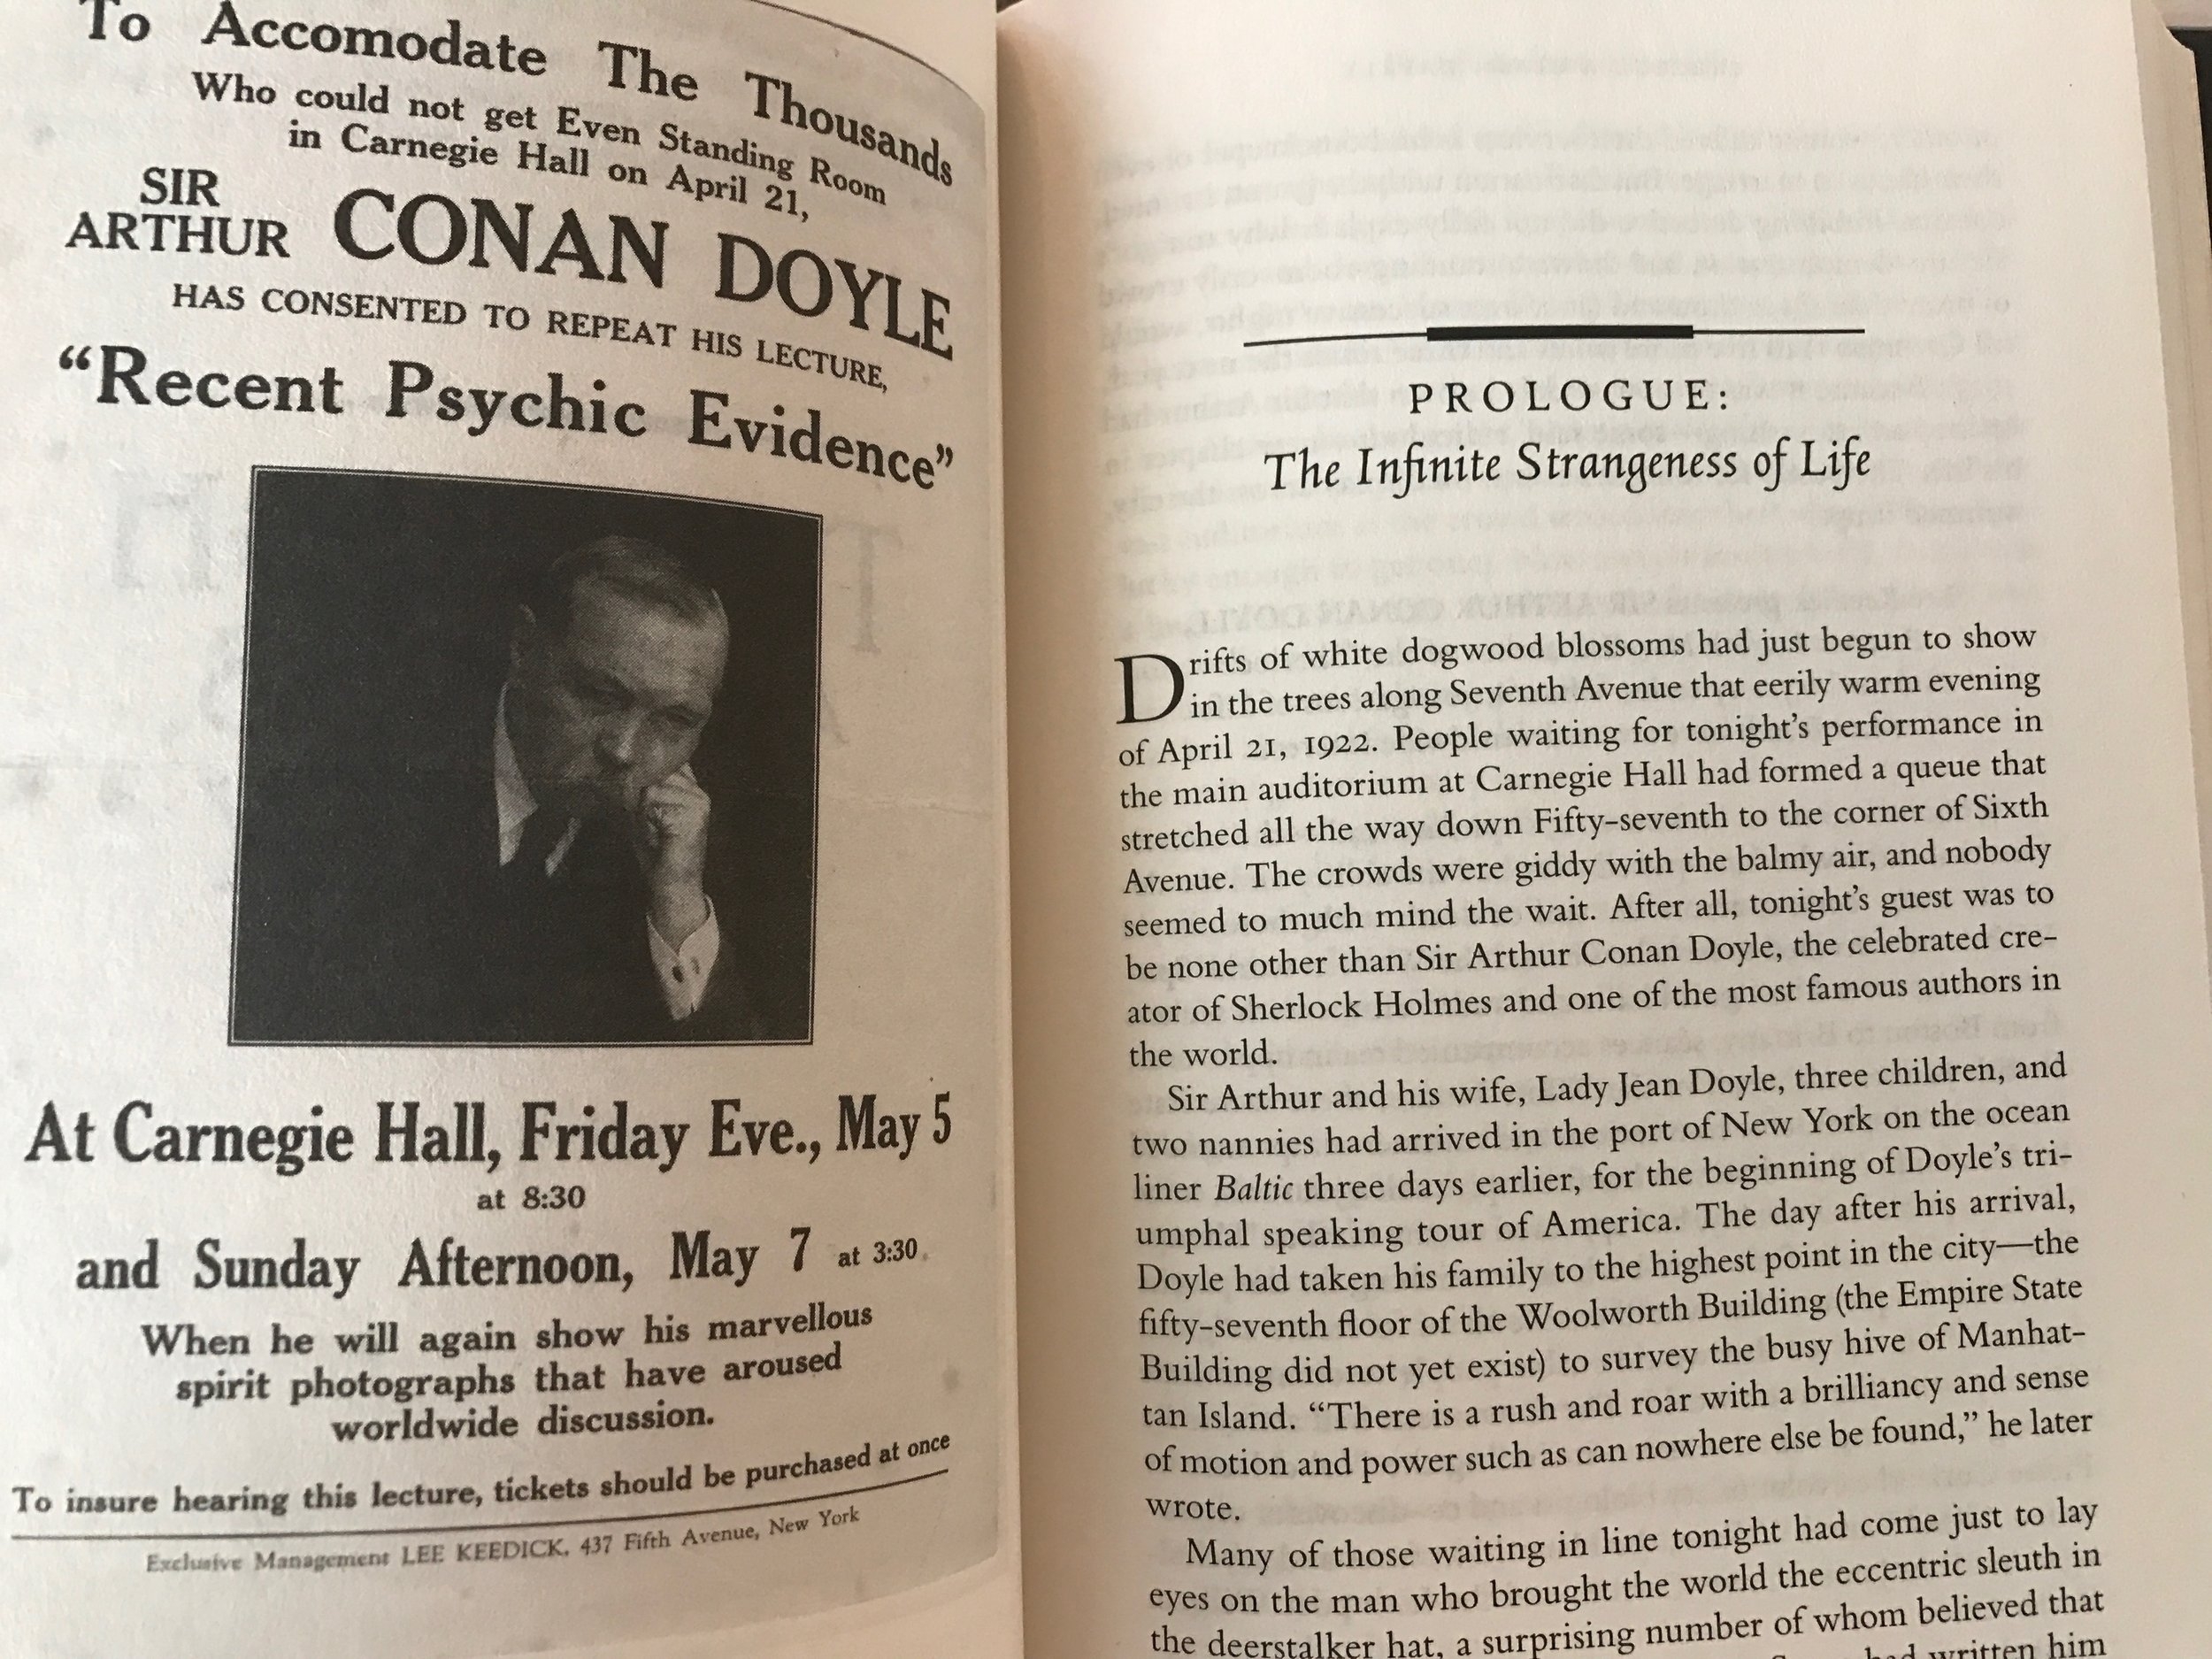 To Accomodate The Thousands
Who could not get Even Standing Room
in Carnegie Hall on April 21,
SIR
ARTHUR CONAN DOYLE
HAS CONSENTED TO REPEAT HIS LECTURE,
“Recent Psychic Evidence”
At Carnegie Hall, Friday Eve., May 5
at 8:30
and Sunday Afternoon, May 7 at 3:30
When he will again show his marvellous
spirit photographs that have aroused
worldwide discussion.
To insure hearing this lecture, tickets should be purchased at once
Exclusive Management LEE KEEDICK, 437 Fifth Avenue, New York
PROLOGUE:
The Infinite Strangeness of Life
Drifts of white dogwood blossoms had just begun to show
in the trees along Seventh Avenue that eerily warm evening
of April 21, 1922. People waiting for tonight’s performance in
the main auditorium at Carnegie Hall had formed a queue that
stretched all the way down Fifty-seventh to the corner of Sixth
Avenue. The crowds were giddy with the balmy air, and nobody
seemed to much mind the wait. After all, tonight’s guest was to
be none other than Sir Arthur Conan Doyle, the celebrated cre-
ator of Sherlock Holmes and one of the most famous authors in
the world.
Sir Arthur and his wife, Lady Jean Doyle, three children, and
two nannies had arrived in the port of New York on the ocean
liner Baltic three days earlier, for the beginning of Doyle’s tri-
umphal speaking tour of America. The day after his arrival,
Doyle had taken his family to the highest point in the city—the
fifty-seventh floor of the Woolworth Building (the Empire State
Building did not yet exist) to survey the busy hive of Manhat-
tan Island. “There is a rush and roar with a brilliancy and sense
of motion and power such as can nowhere else be found,” he later
wrote.
Many of those waiting in line tonight had come just to lay
eyes on the man who brought the world the eccentric sleuth in
the deerstalker hat, a surprising number of whom believed that
had written him